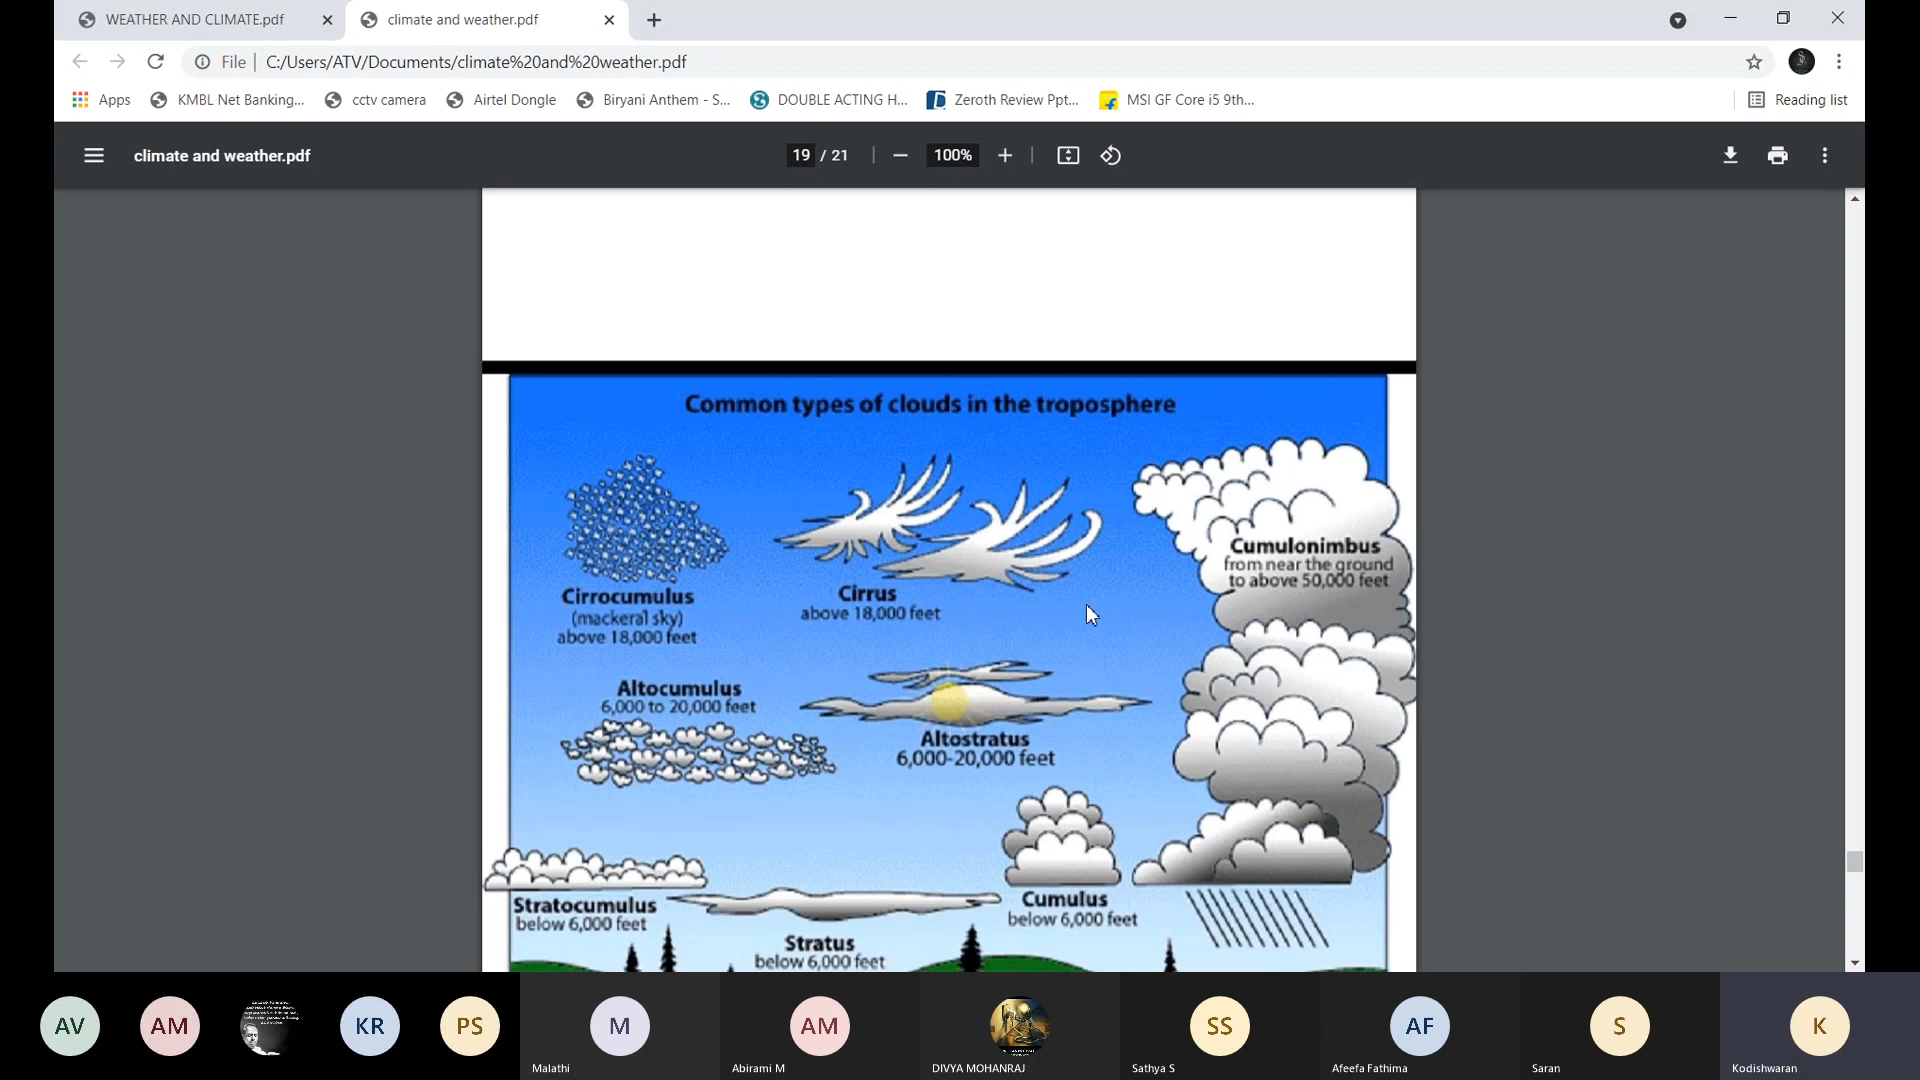 WEATHER AND CLIMATE.pdf
climate and weather.pdf
File
C:/Users/ATV/Documents/climate%20and%20weather.pdf
Apps
KMBL Net Banking...
cctv camera
Airtel Dongle
Biryani Anthem - S...
DOUBLE ACTING H...
Zeroth Review Ppt...
MSI GF Core i5 9th...
Reading list
climate and weather.pdf
19 / 21
100%
Common types of clouds in the troposphere
Cumulonimbus
from near the ground
to above 50,000 feet
Cirrocumulus
(mackeral sky)
above 18,000 feet
Cirrus
above 18,000 feet
Altocumulus
6,000 to 20,000 feet
Altostratus
6,000-20,000 feet
Stratocumulus
below 6,000 feet
Cumulus
below 6,000 feet
Stratus
below 6,000 feet
AV
AM
KR
PS
M
Malathi
AM
Abirami M
DIVYA MOHANRAJ
SS
Sathya S
AF
Afeefa Fathima
S
Saran
K
Kodishwaran